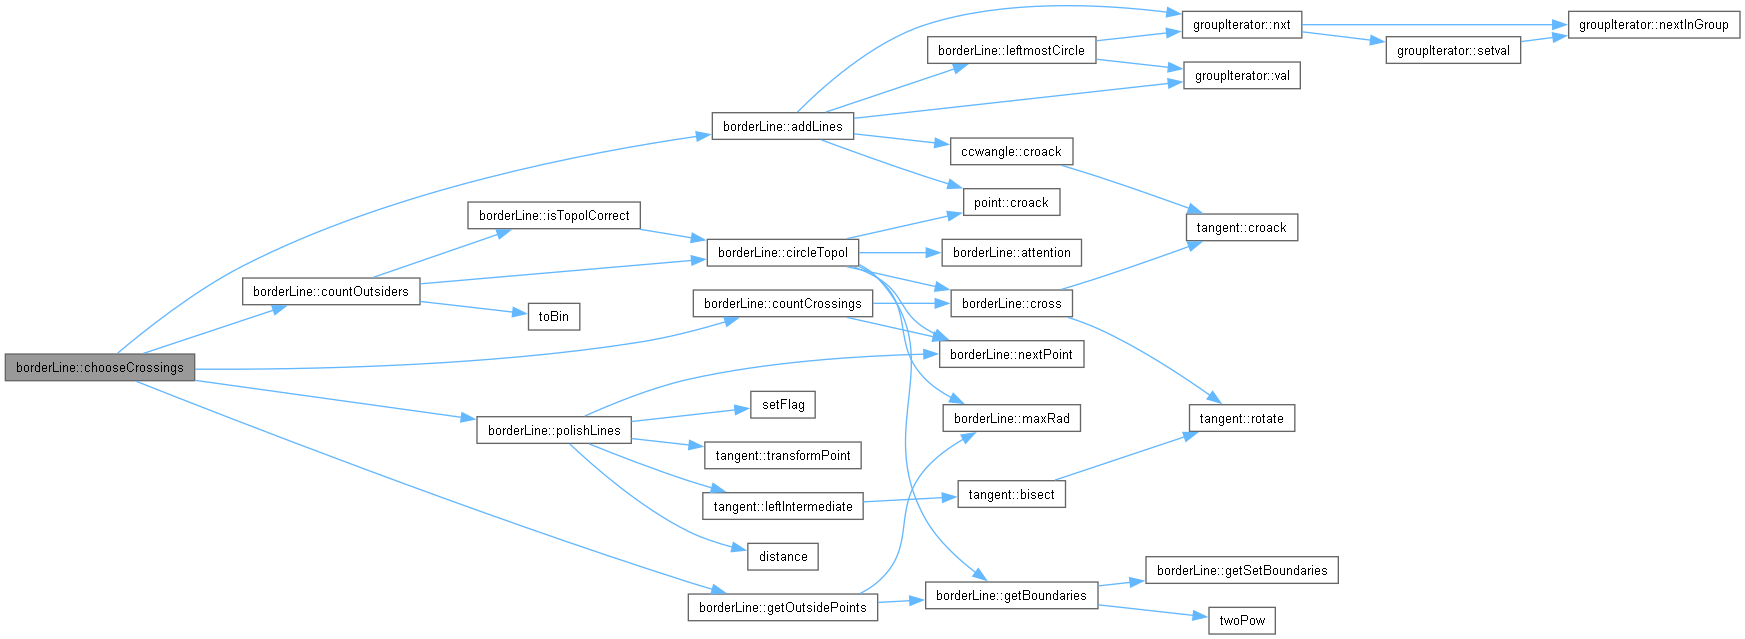 groupIterator::nxt
groupIterator::nextInGroup
borderLine::leftmostCircle
groupIterator::setval
groupIterator::val
borderLine::addLines
ccwangle::croack
point::croack
borderLine::isTopolCorrect
tangent::croack
borderLine::circleTopol
borderLine::attention
borderLine::countOutsiders
borderLine::countCrossings
borderLine::cross
toBin
borderLine::nextPoint
borderLine::chooseCrossings
setFlag
borderLine::maxRad
tangent::rotate
borderLine::polishLines
tangent::transformPoint
tangent::bisect
tangent::leftIntermediate
distance
borderLine::getSetBoundaries
borderLine::getBoundaries
borderLine::getOutsidePoints
twoPow